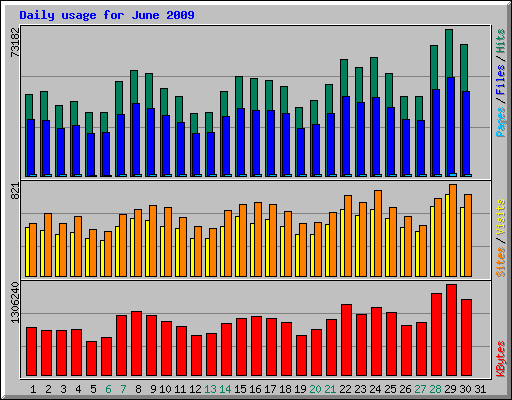 Daily usage for June 2009
73182
Pages / Files / Hits
821
Sites / Visits
1306240
KBytes
1 2 3 4 5 6 7 8 9 10 11 12 13 14 15 16 17 18 19 20 21 22 23 24 25 26 27 28 29 30 31